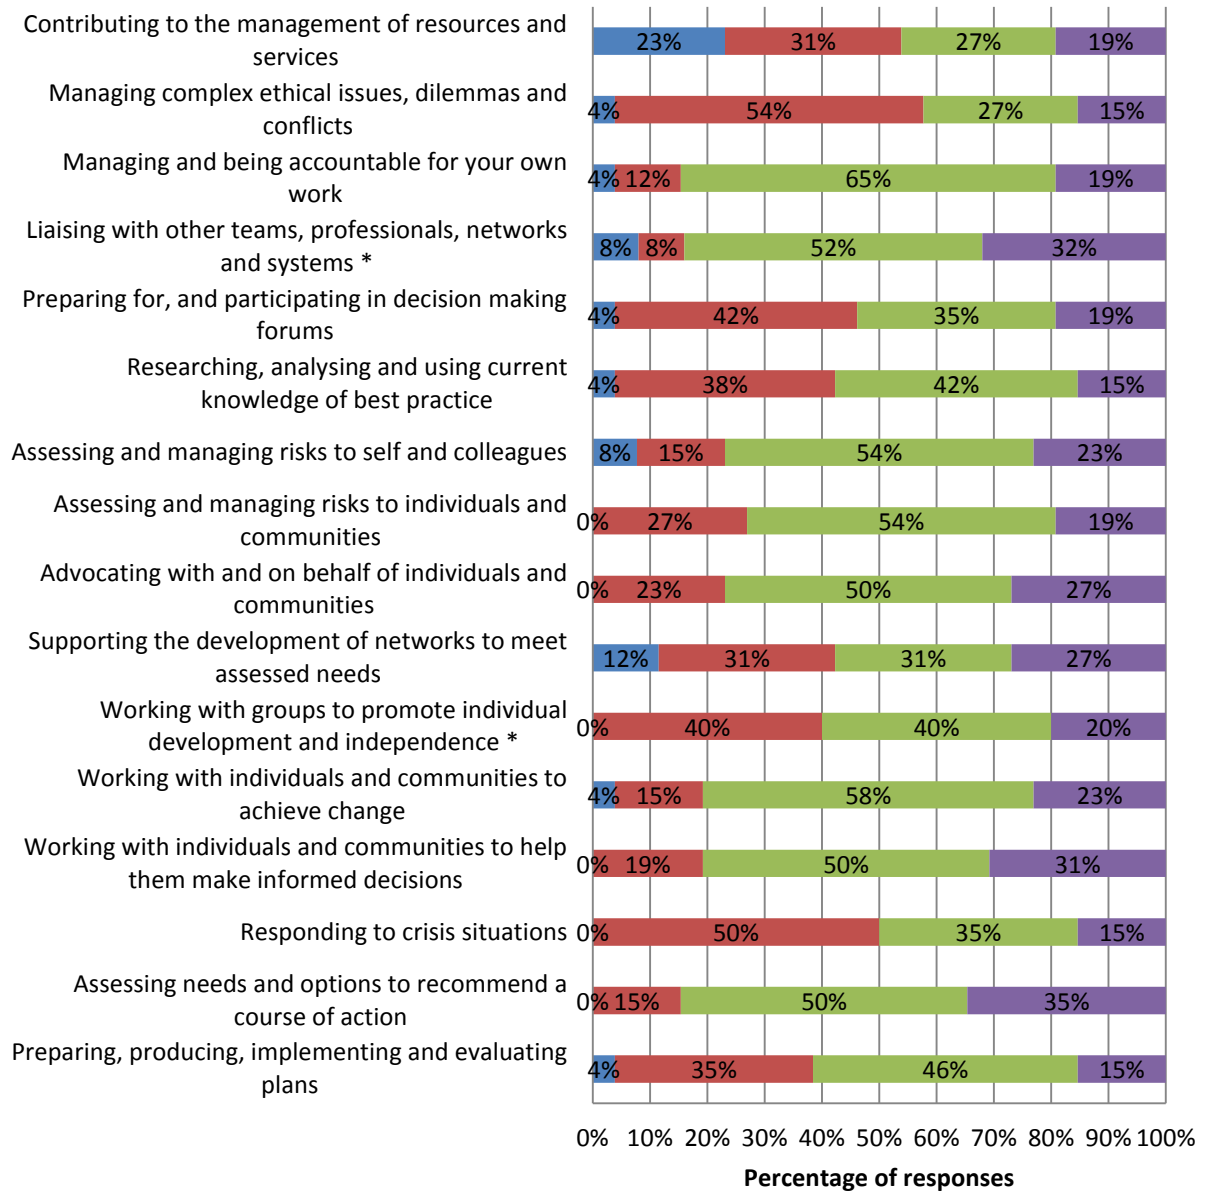 Contributing to the management of resources and
services
23% 31% 27% 19%
Managing complex ethical issues, dilemmas and
conflicts
4% 54% 27% 15%
Managing and being accountable for your own
work
4% 12% 65% 19%
Liaising with other teams, professionals, networks
and systems *
8% 8% 52% 32%
Preparing for, and participating in decision making
forums
4% 42% 35% 19%
Researching, analysing and using current
knowledge of best practice
4% 38% 42% 15%
Assessing and managing risks to self and colleagues
8% 15% 54% 23%
Assessing and managing risks to individuals and
communities
0% 27% 54% 19%
Advocating with and on behalf of individuals and
communities
0% 23% 50% 27%
Supporting the development of networks to meet
assessed needs
12% 31% 31% 27%
Working with groups to promote individual
development and independence *
0% 40% 40% 20%
Working with individuals and communities to
achieve change
4% 15% 58% 23%
Working with individuals and communities to help
them make informed decisions
0% 19% 50% 31%
Responding to crisis situations
0% 50% 35% 15%
Assessing needs and options to recommend a
course of action
0% 15% 50% 35%
Preparing, producing, implementing and evaluating
plans
4% 35% 46% 15%
0% 10% 20% 30% 40% 50% 60% 70% 80% 90% 100%
Percentage of responses